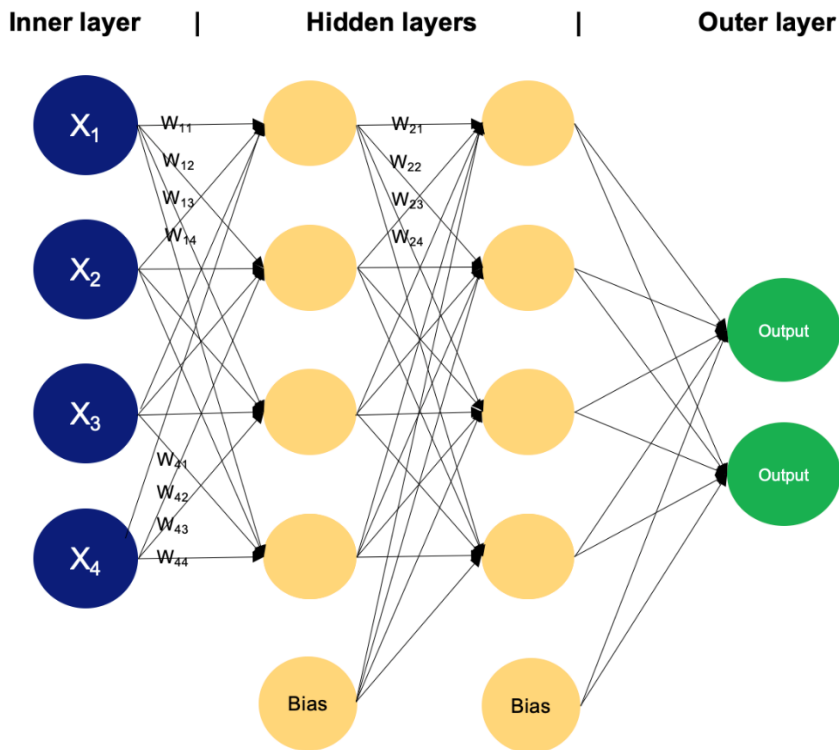 Inner layer | Hidden layers | Outer layer
X1
W11
W21
W12
W22
W13
W23
W14
W24
X2
Output
X3
W41
W42
Output
W43
X4
W44
Bias
Bias